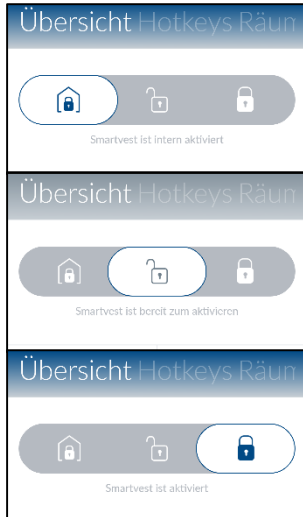 Übersicht Hotkeys Räum
Smartvest ist intern aktiviert
Übersicht Hotkeys Räum
Smartvest ist bereit zum aktivieren
Übersicht Hotkeys Räum
Smartvest ist aktiviert